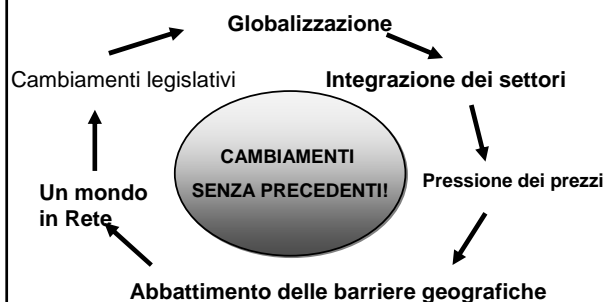 Globalizzazione
Cambiamenti legislativi
Integrazione dei settori
CAMBIAMENTI
SENZA PRECEDENTI!
Pressione dei prezzi
Un mondo
in Rete
Abbattimento delle barriere geografiche